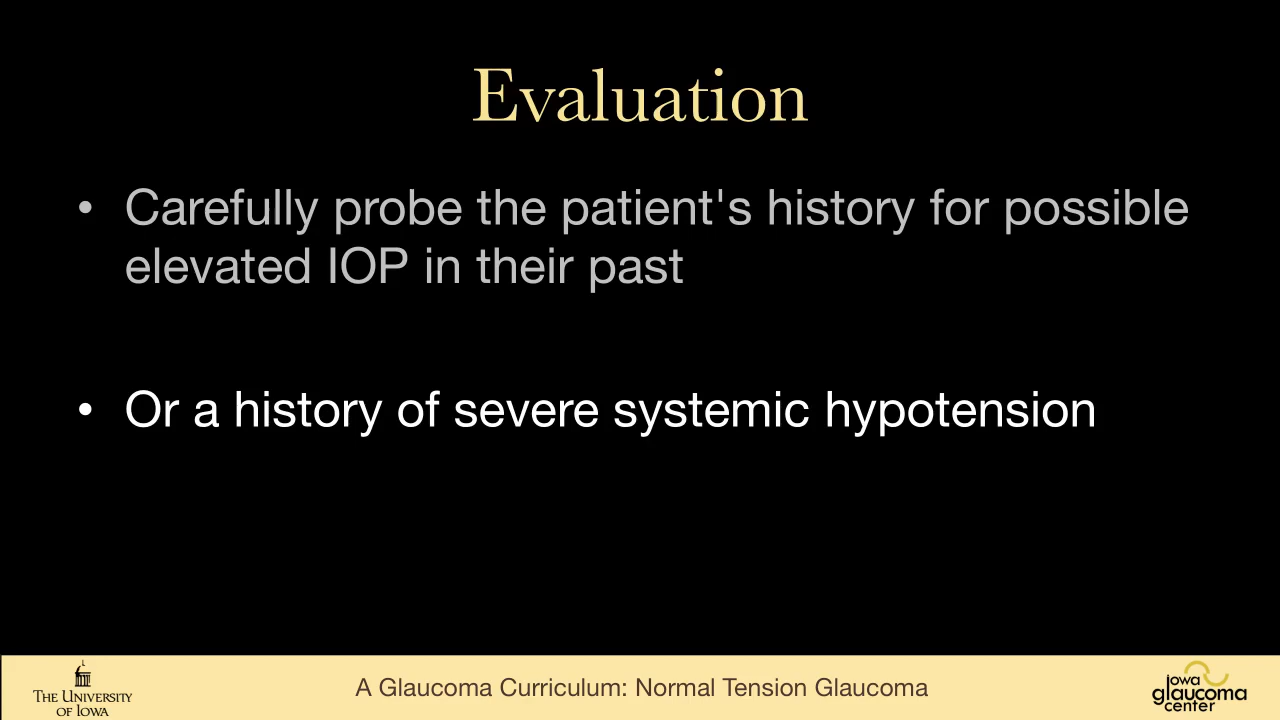 Evaluation
• Carefully probe the patient's history for possible
elevated IOP in their past
• Or a history of severe systemic hypotension
THE UNIVERSITY
OF IOWA
A Glaucoma Curriculum: Normal Tension Glaucoma
iowa
glaucoma
center